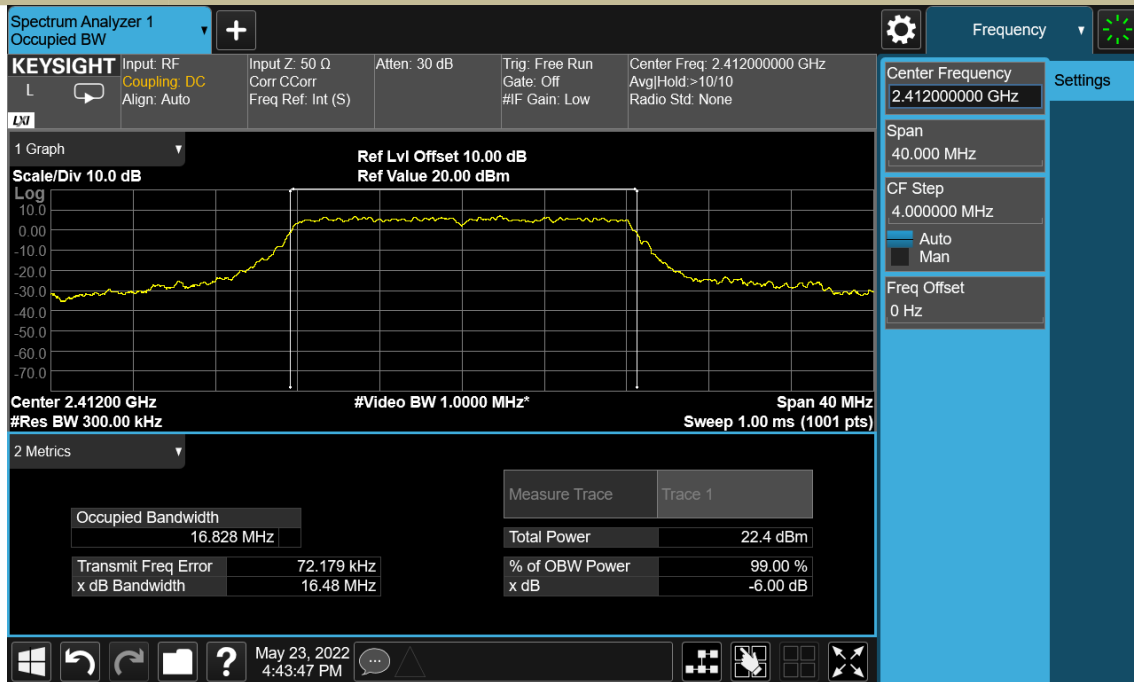 Spectrum Analyzer 1
Occupied BW
Frequency
KEYSIGHT
L
LXI
Input: RF
Coupling: DC
Align: Auto
Input Z: 50 Ω
Corr CCorr
Freq Ref: Int (S)
Atten: 30 dB
Trig: Free Run
Gate: Off
#IF Gain: Low
Center Freq: 2.412000000 GHz
Avg|Hold:>10/10
Radio Std: None
1 Graph
Scale/Div 10.0 dB
Ref Lvl Offset 10.00 dB
Ref Value 20.00 dBm
Log
10.0
0.00
-10.0
-20.0
-30.0
-40.0
-50.0
-60.0
-70.0
Center 2.41200 GHz
#Res BW 300.00 kHz
#Video BW 1.0000 MHz*
Span 40 MHz
Sweep 1.00 ms (1001 pts)
2 Metrics
Measure Trace Trace 1
Occupied Bandwidth
16.828 MHz
Total Power 22.4 dBm
Transmit Freq Error 72.179 kHz
x dB Bandwidth 16.48 MHz
% of OBW Power 99.00 %
x dB -6.00 dB
Center Frequency
2.412000000 GHz
Span
40.000 MHz
CF Step
4.000000 MHz
Auto
Man
Freq Offset
0 Hz
Settings
?
May 23, 2022
4:43:47 PM